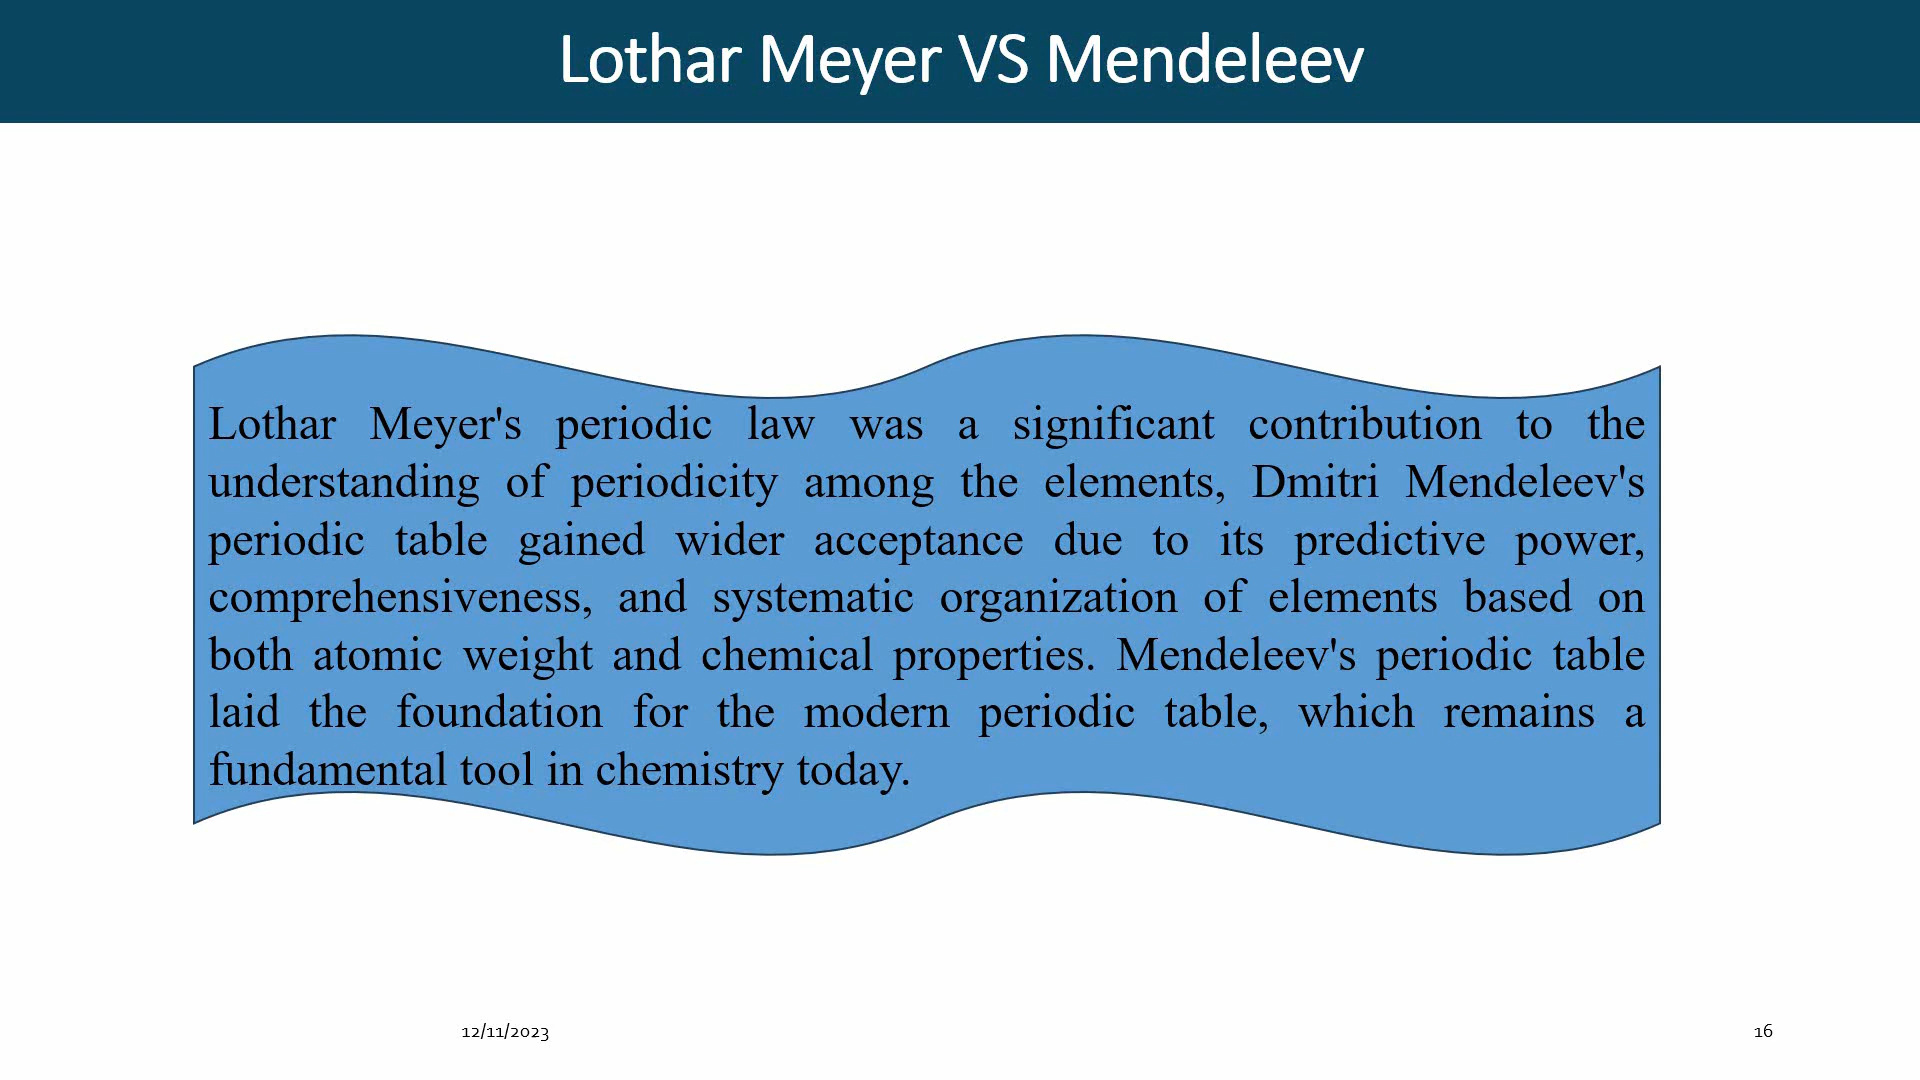 Lothar Meyer VS Mendeleev
Lothar Meyer's periodic law was a significant contribution to the
understanding of periodicity among the elements, Dmitri Mendeleev's
periodic table gained wider acceptance due to its predictive power,
comprehensiveness, and systematic organization of elements based on
both atomic weight and chemical properties. Mendeleev's periodic table
laid the foundation for the modern periodic table, which remains a
fundamental tool in chemistry today.
12/11/2023
16